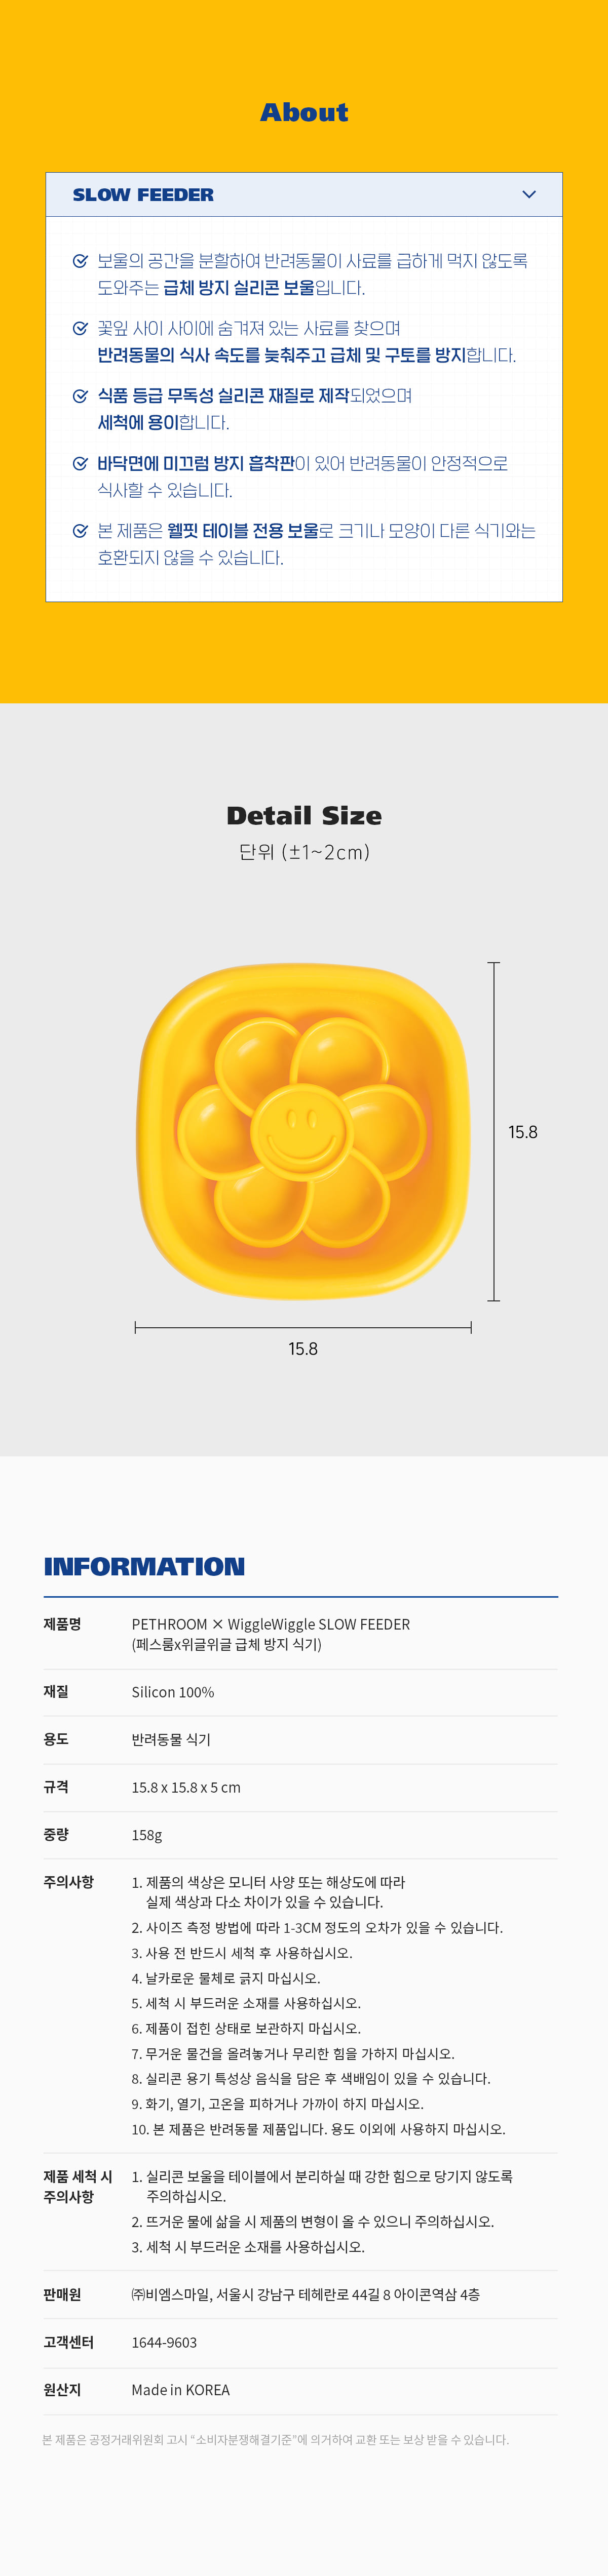 About
SLOW FEEDER
보울의 공간을 분할하여 반려동물이 사료를 급하게 먹지 않도록
도와주는 급체 방지 실리콘 보울입니다.
꽃잎 사이 사이에 숨겨져 있는 사료를 찾으며
반려동물의 식사 속도를 늦춰주고 급체 및 구토를 방지합니다.
식품 등급 무독성 실리콘 재질로 제작되었으며
세척에 용이합니다.
바닥면에 미끄럼 방지 흡착판이 있어 반려동물이 안정적으로
식사할 수 있습니다.
본 제품은 웰핏 테이블 전용 보울로 크기나 모양이 다른 식기와는
호환되지 않을 수 있습니다.
Detail Size
단위 (±1~2cm)
15.8
15.8
INFORMATION
제품명 PETHROOM × WiggleWiggle SLOW FEEDER
(페스룸x위글위글 급체 방지 식기)
재질 Silicon 100%
용도 반려동물 식기
규격 15.8 x 15.8 x 5 cm
중량 158g
주의사항 1. 제품의 색상은 모니터 사양 또는 해상도에 따라
실제 색상과 다소 차이가 있을 수 있습니다.
2. 사이즈 측정 방법에 따라 1-3CM 정도의 오차가 있을 수 있습니다.
3. 사용 전 반드시 세척 후 사용하십시오.
4. 날카로운 물체로 긁지 마십시오.
5. 세척 시 부드러운 소재를 사용하십시오.
6. 제품이 접힌 상태로 보관하지 마십시오.
7. 무거운 물건을 올려놓거나 무리한 힘을 가하지 마십시오.
8. 실리콘 용기 특성상 음식을 담은 후 색배임이 있을 수 있습니다.
9. 화기, 열기, 고온을 피하거나 가까이 하지 마십시오.
10. 본 제품은 반려동물 제품입니다. 용도 이외에 사용하지 마십시오.
제품 세척 시 1. 실리콘 보울을 테이블에서 분리하실 때 강한 힘으로 당기지 않도록
주의사항 주의하십시오.
2. 뜨거운 물에 삶을 시 제품의 변형이 올 수 있으니 주의하십시오.
3. 세척 시 부드러운 소재를 사용하십시오.
판매원 ㈜비엠스마일, 서울시 강남구 테헤란로 44길 8 아이콘역삼 4층
고객센터 1644-9603
원산지 Made in KOREA
본 제품은 공정거래위원회 고시 “소비자분쟁해결기준”에 의거하여 교환 또는 보상 받을 수 있습니다.